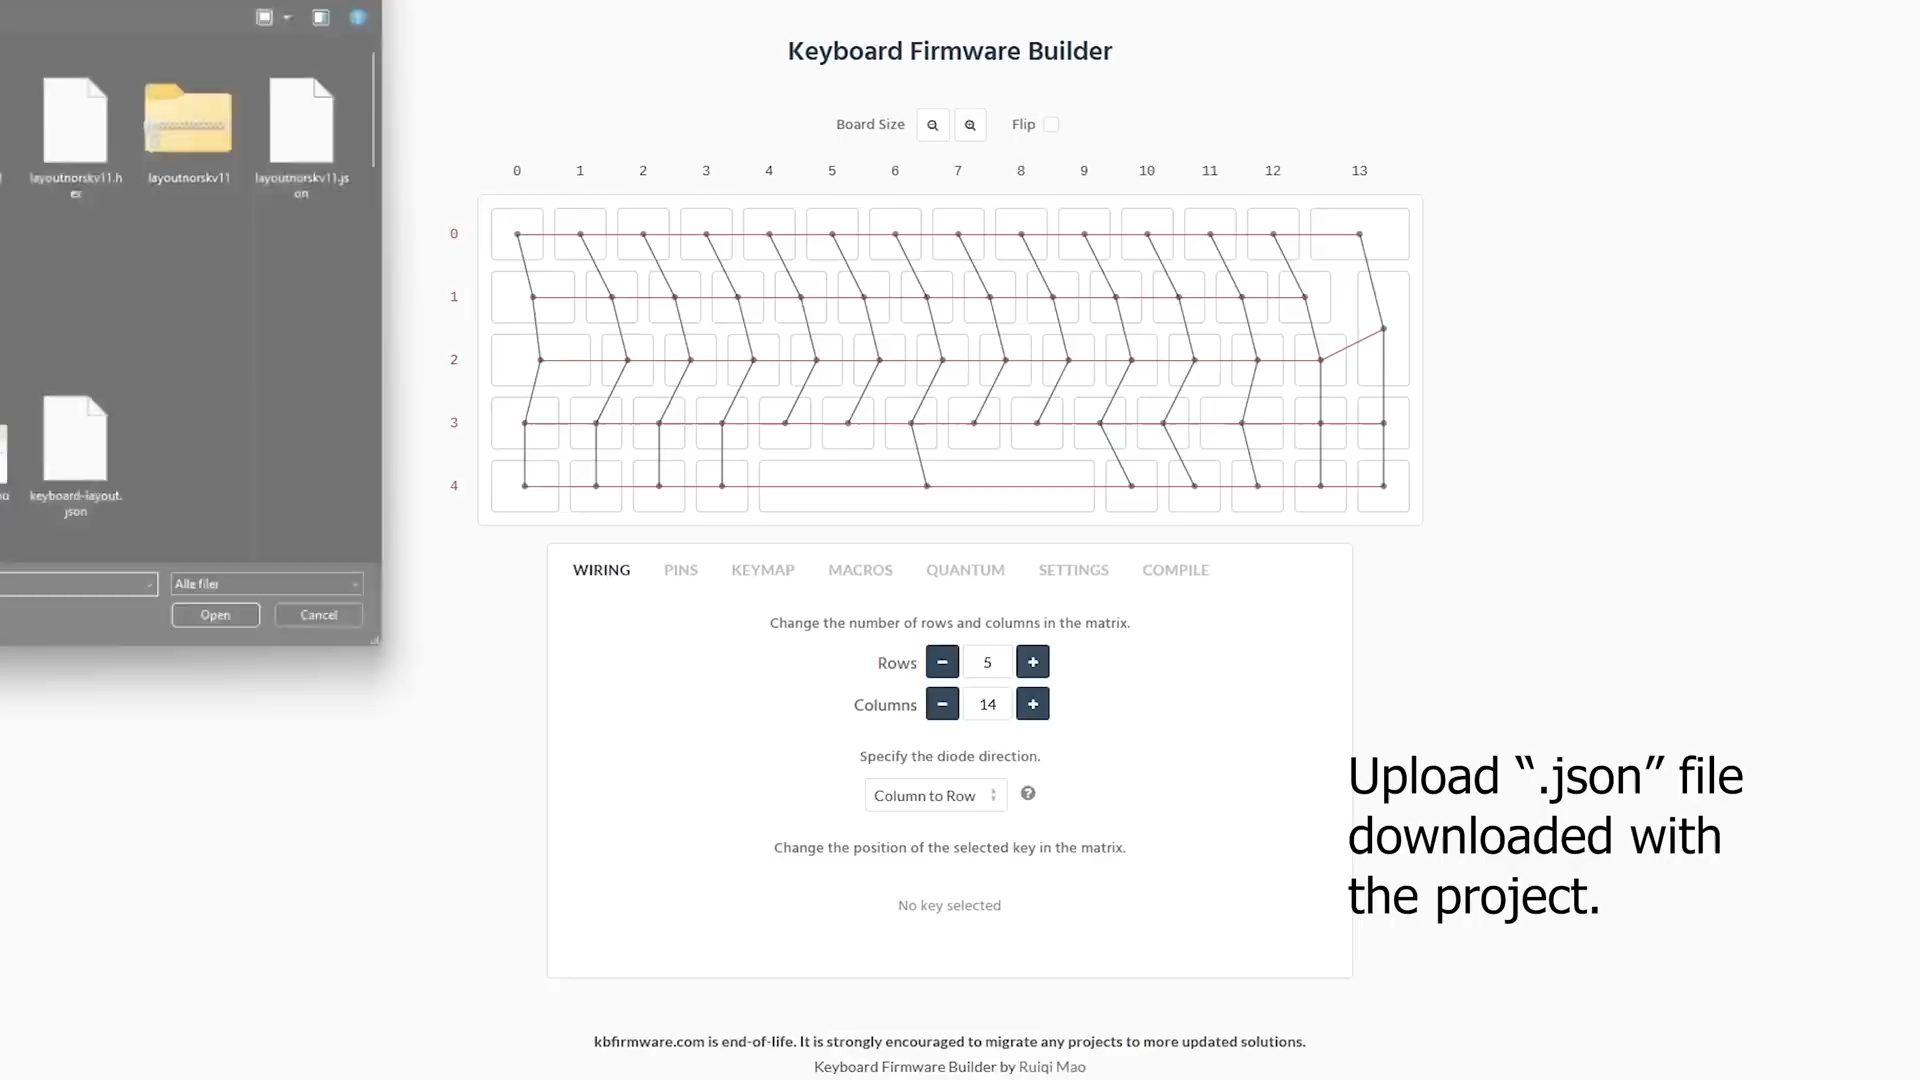 layoutnorskv11.h
ex
layoutnorskv11
layoutnorskv11.js
on
keyboard-layout.
json
Alle filer
Open
Cancel
Keyboard Firmware Builder
Board Size
Flip
0 1 2 3 4 5 6 7 8 9 10 11 12 13
0
1
2
3
4
WIRING PINS KEYMAP MACROS QUANTUM SETTINGS COMPILE
Change the number of rows and columns in the matrix.
Rows - 5 +
Columns - 14 +
Specify the diode direction.
Column to Row ?
Change the position of the selected key in the matrix.
No key selected
Upload “.json” file
downloaded with
the project.
kbfirmware.com is end-of-life. It is strongly encouraged to migrate any projects to more updated solutions.
Keyboard Firmware Builder by Ruiqi Mao